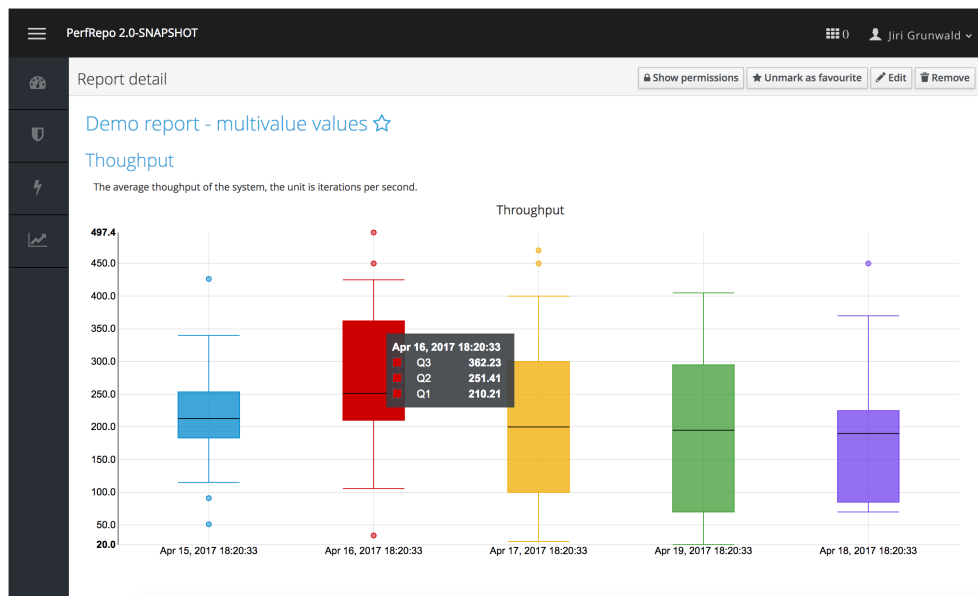 PerfRepo 2.0-SNAPSHOT
0
Jiri Grunwald
Report detail
Show permissions
Unmark as favourite
Edit
Remove
Demo report - multivalue values
Thoughput
The average thoughput of the system, the unit is iterations per second.
Throughput
497.4
450.0
400.0
350.0
300.0
250.0
200.0
150.0
100.0
50.0
20.0
Apr 16, 2017 18:20:33
Q3 362.23
Q2 251.41
Q1 210.21
Apr 15, 2017 18:20:33
Apr 16, 2017 18:20:33
Apr 17, 2017 18:20:33
Apr 19, 2017 18:20:33
Apr 18, 2017 18:20:33